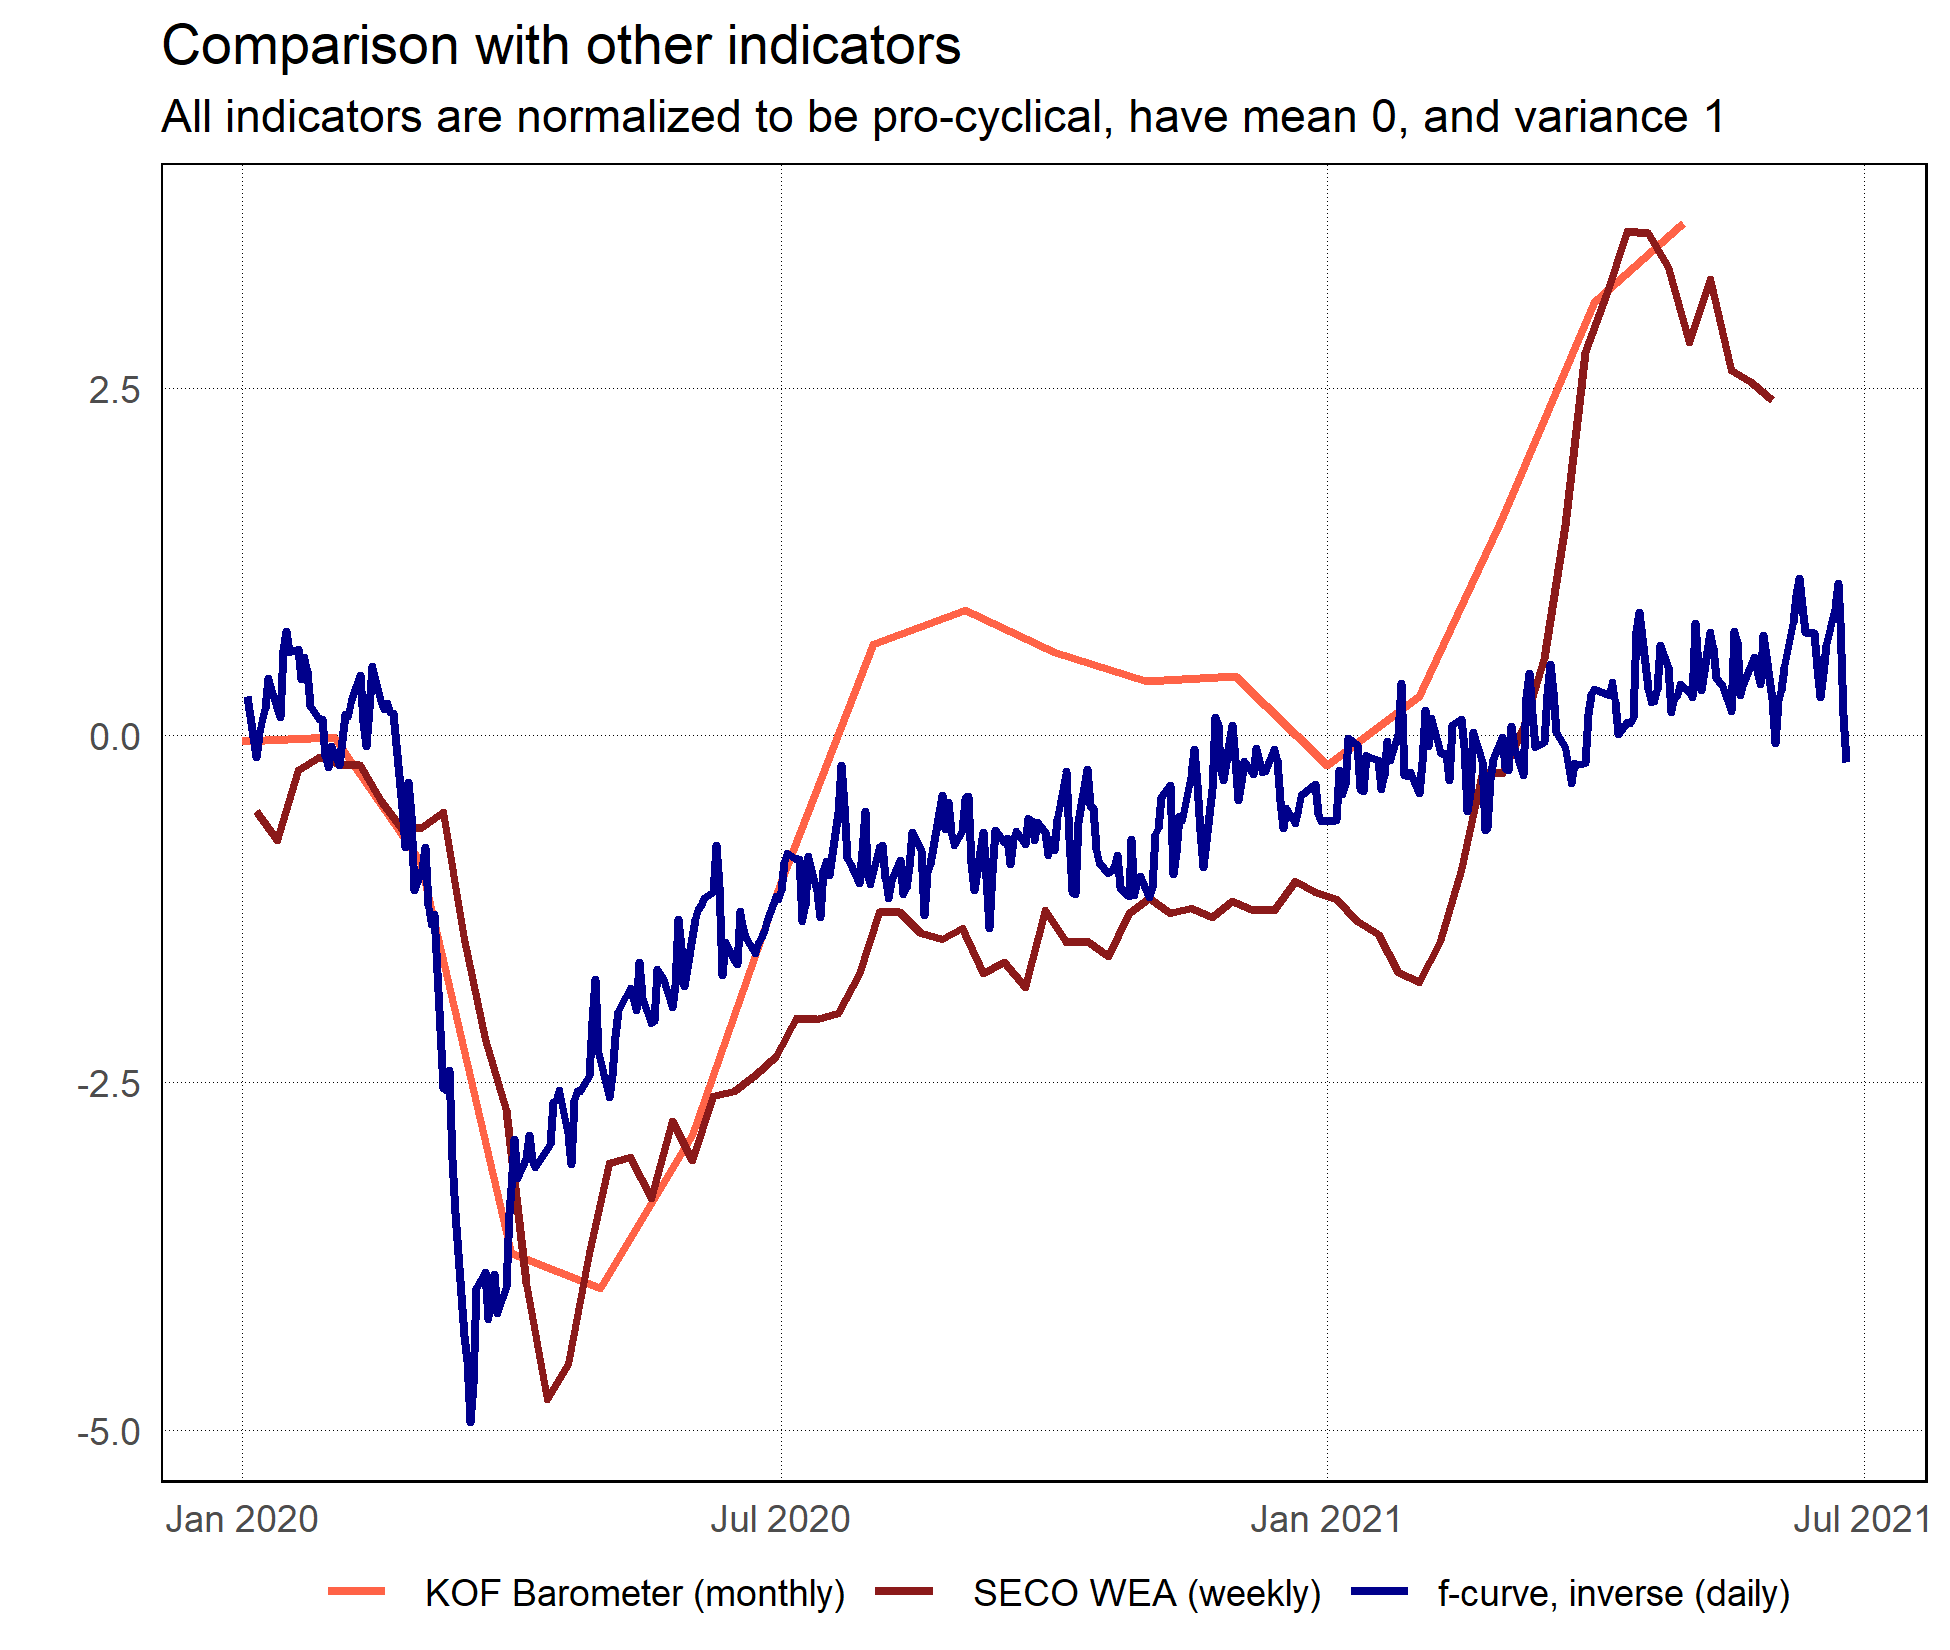 Comparison with other indicators
All indicators are normalized to be pro-cyclical, have mean 0, and variance 1
2.5
0.0
-2.5
-5.0
Jan 2020 Jul 2020 Jan 2021 Jul 2021
KOF Barometer (monthly) SECO WEA (weekly) f-curve, inverse (daily)